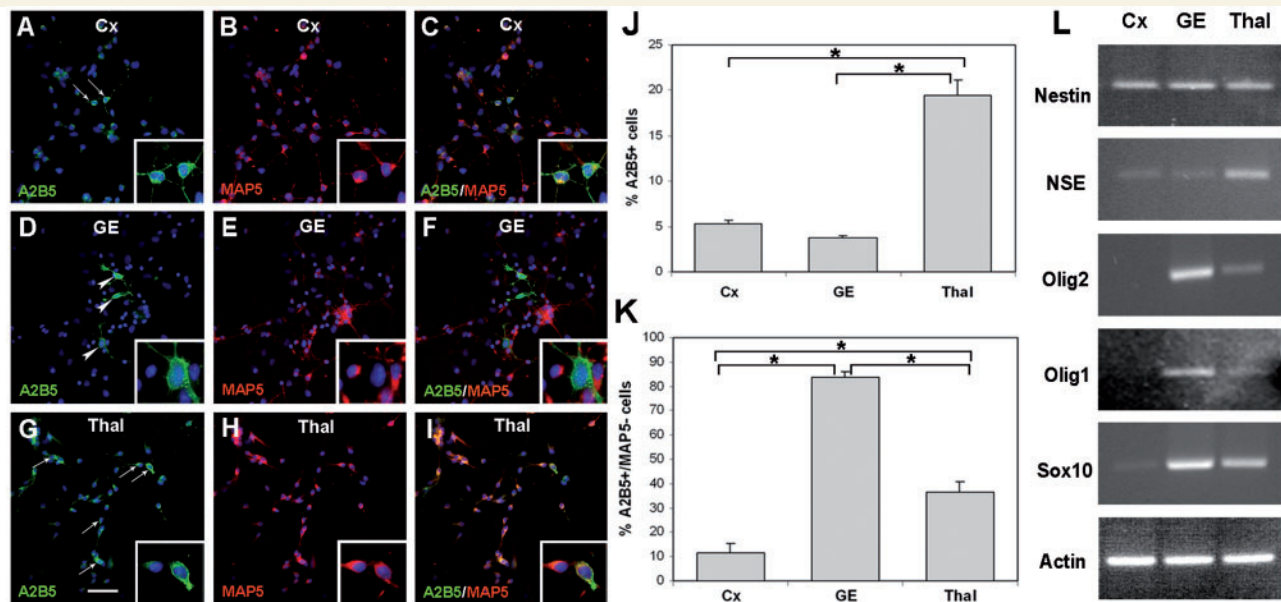 A Cx
A2B5
B Cx
MAP5
C Cx
A2B5/MAP5
D GE
A2B5
E GE
MAP5
F GE
A2B5/MAP5
G Thal
A2B5
H Thal
MAP5
I Thal
A2B5/MAP5
J
% A2B5+ cells
25
20
15
10
5
0
* *
Cx GE Thal
K
% A2B5+/MAP5- cells
100
90
80
70
60
50
40
30
20
10
0
* * *
Cx GE Thal
L Cx GE Thal
Nestin
NSE
Olig2
Olig1
Sox10
Actin